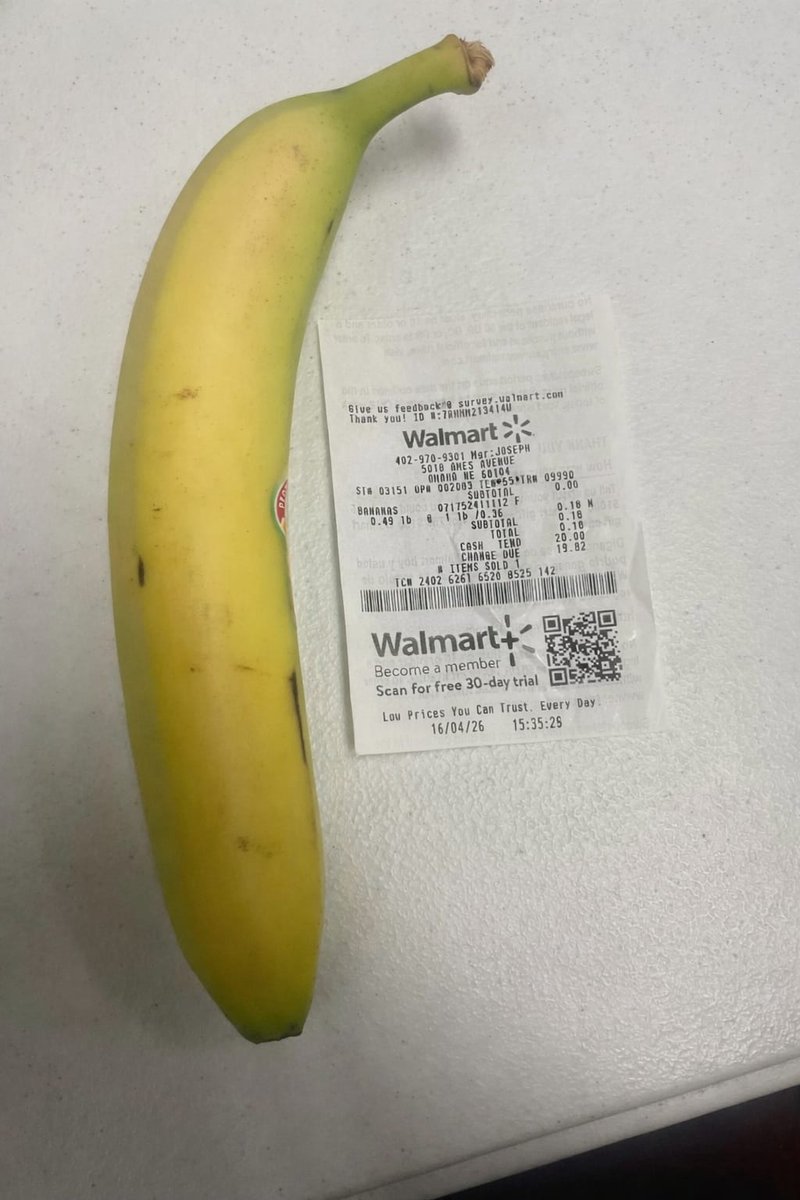 Give us feedback @ survey.walmart.com
Thank you! ID #:7RHMM213414U
Walmart
402-970-9301 Mgr:JOSEPH
5018 AMES AVENUE
OMAHA NE 68104
ST# 03151 OP# 002083 TE# 55 TR# 09990
SUBTOTAL 0.00
BANANAS 071752411112 F
0.49 lb @ 1 lb /0.36 0.18 N
SUBTOTAL 0.18
TOTAL 0.18
CASH TEND 20.00
CHANGE DUE 19.82
# ITEMS SOLD 1
TC# 2402 6261 6520 8525 142
Walmart+
Become a member
Scan for free 30-day trial
Low Prices You Can Trust. Every Day.
16/04/26 15:35:28